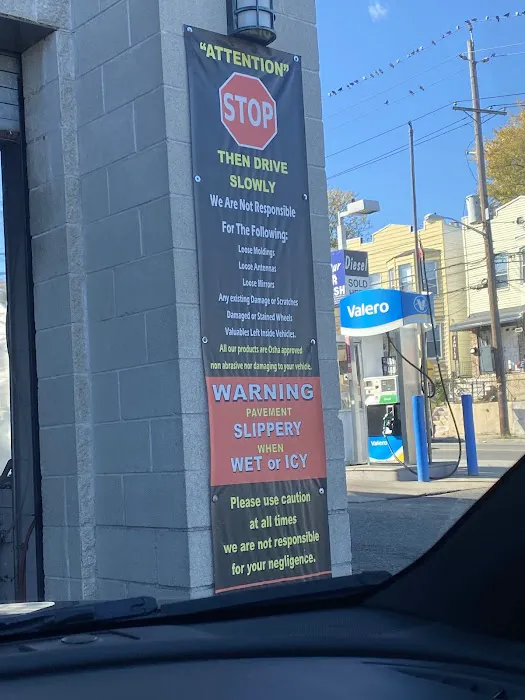 "ATTENTION"
STOP
THEN DRIVE
SLOWLY
We Are Not Responsible
For The Following:
Loose Moldings
Loose Antennas
Loose Mirrors
Any existing Damage or Scratches
Damaged or Stained Wheels
Valuables Left Inside Vehicles.
All our products are Osha approved
non abrasive nor damaging to your vehicle.
WARNING
PAVEMENT
SLIPPERY
WHEN
WET or ICY
Please use caution
at all times
we are not responsible
for your negligence.
Diesel
SOLD
Valero
Valero